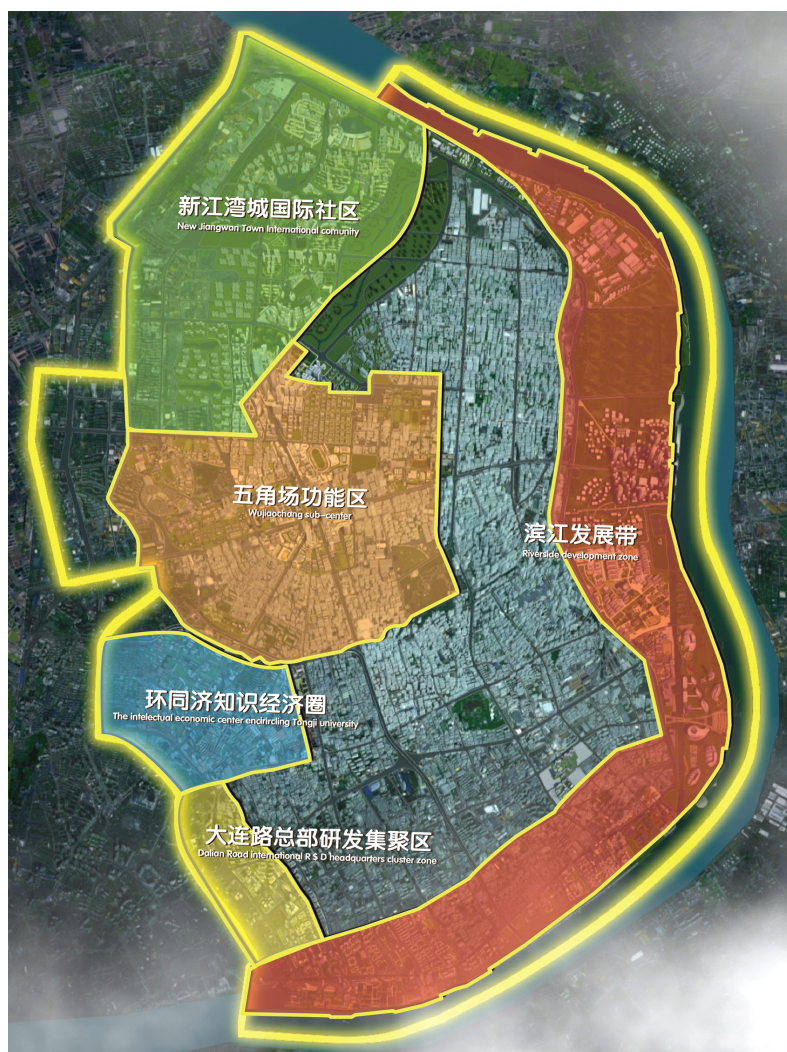 新江湾城国际社区
New Jiangwan Town International comunity
五角场功能区
Wujiaochang sub-center
滨江发展带
Riverside development zone
环同济知识经济圈
The intelectual economic center encirircling Tongji university
大连路总部研发集聚区
Dalian Road international R S D headquarters cluster zone